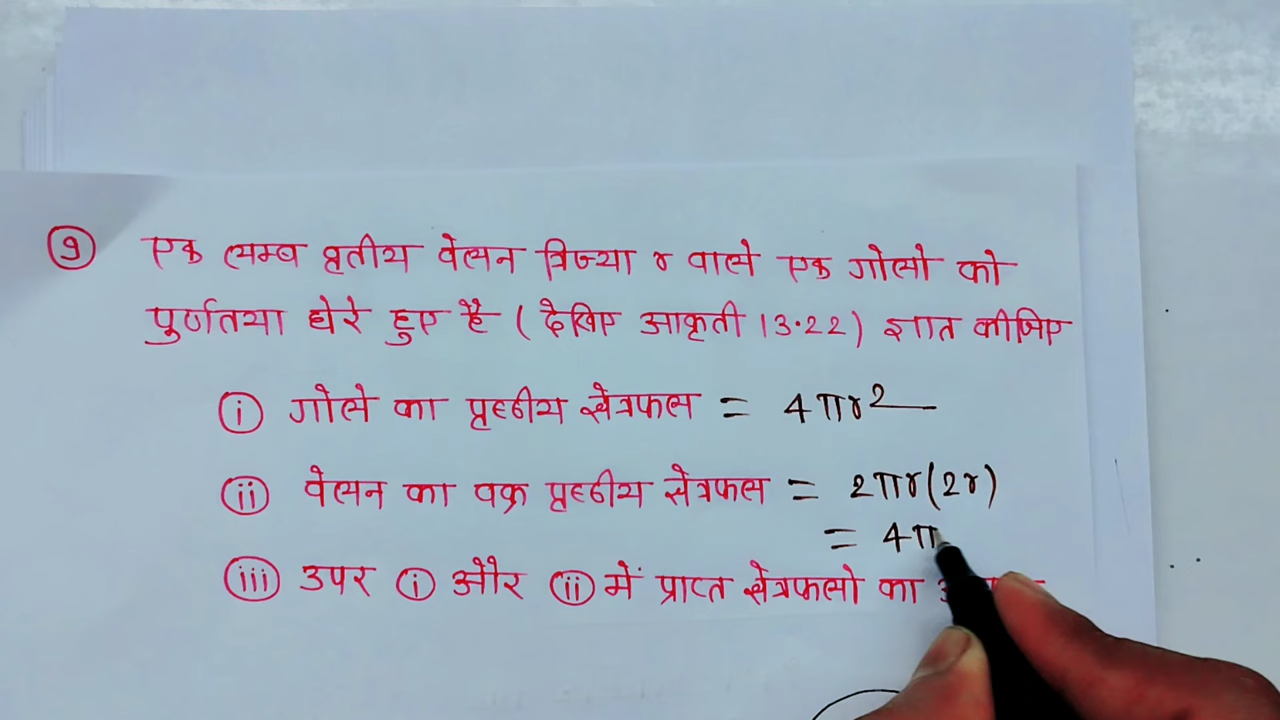 9 एक लम्ब वृतीय बेलन त्रिज्या r वाले एक गोलो को
पुर्णतया घेरे हुए है ( देखिए आकृती 13.22) ज्ञात कीजिए
i गोले का पृष्ठीय क्षेत्रफल = 4πr2
ii बेलन का वक्र पृष्ठीय क्षेत्रफल = 2πr(2r)
= 4π
iii उपर i और ii में प्राप्त क्षेत्रफलो का